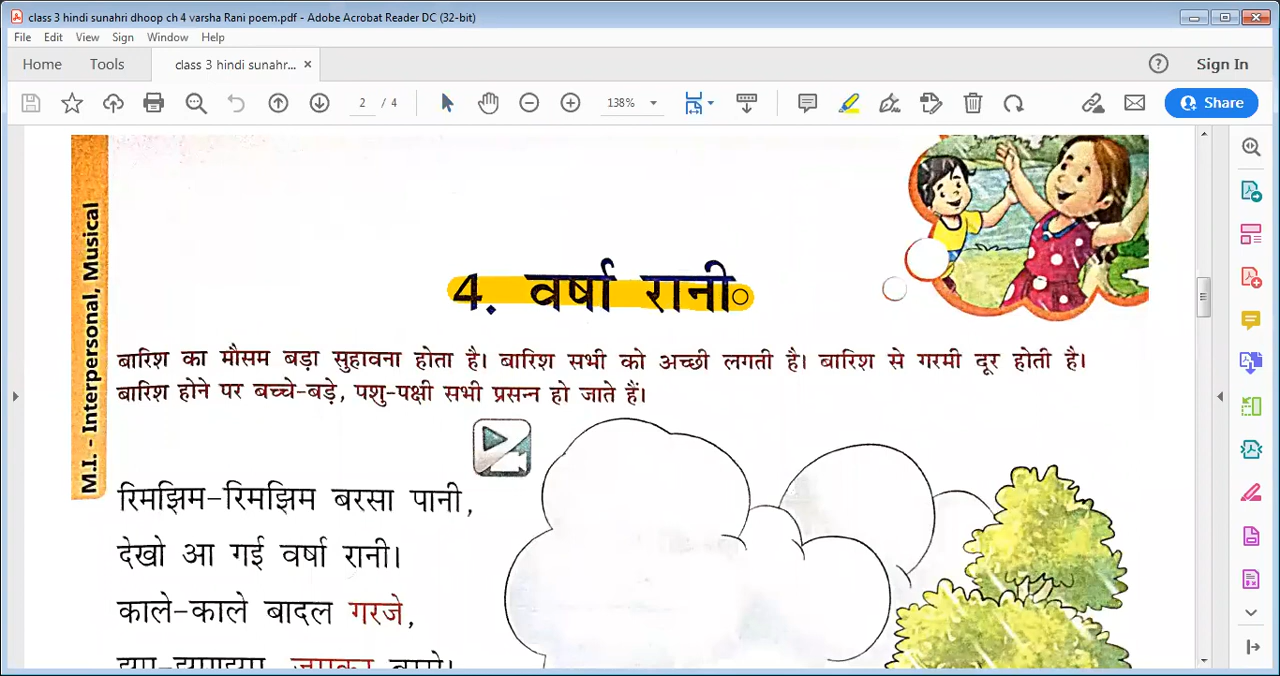 class 3 hindi sunahri dhoop ch 4 varsha Rani poem.pdf - Adobe Acrobat Reader DC (32-bit)
File Edit View Sign Window Help
Home Tools class 3 hindi sunahr... ×
Sign In
2 / 4 138% Share
M.I. - Interpersonal, Musical
4. वर्षा रानी
बारिश का मौसम बड़ा सुहावना होता है। बारिश सभी को अच्छी लगती है। बारिश से गरमी दूर होती है।
बारिश होने पर बच्चे-बड़े, पशु-पक्षी सभी प्रसन्न हो जाते हैं।
रिमझिम-रिमझिम बरसा पानी,
देखो आ गई वर्षा रानी।
काले-काले बादल गरजे,